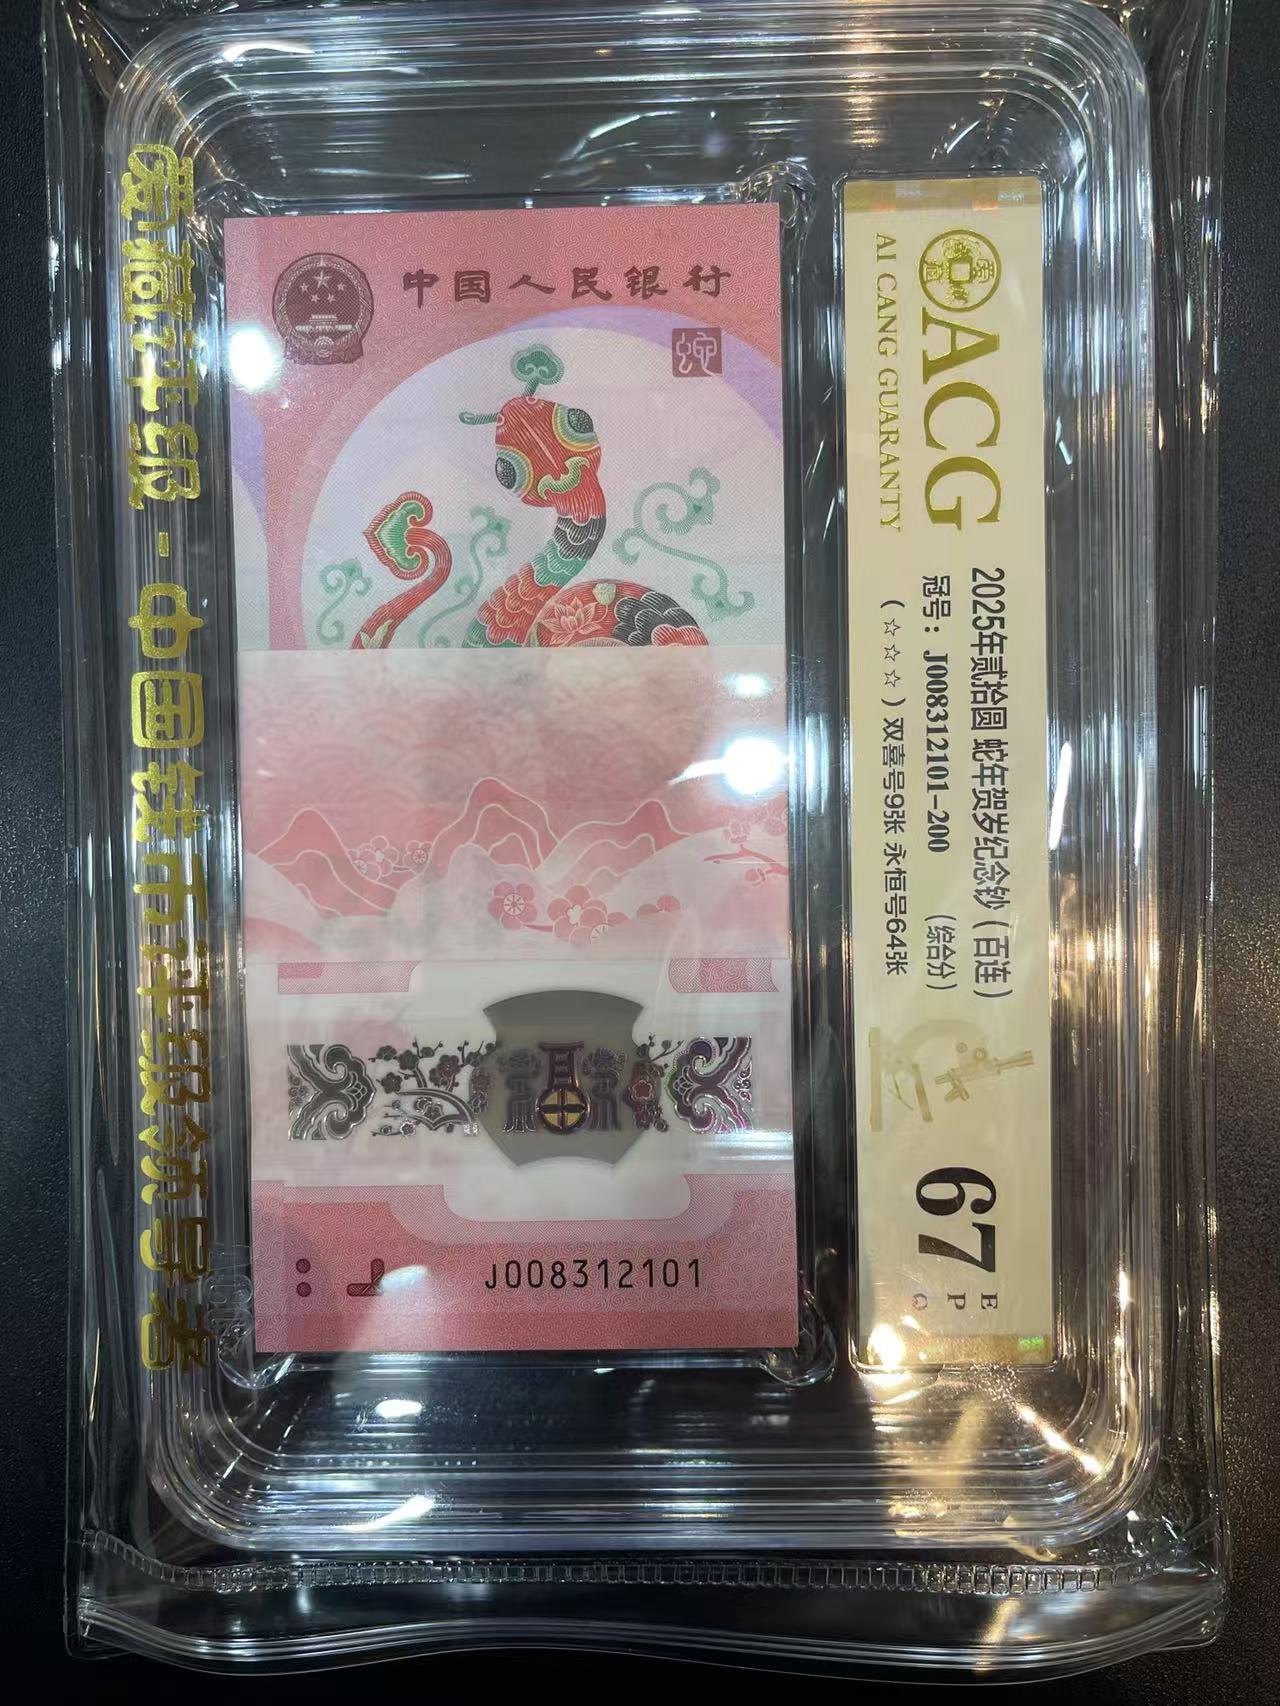 爱藏评级-中国钱币评级领导者
中国人民银行
蛇
J008312101
ACG
AI CANG GUARANTY
2025年贰拾圆 蛇年贺岁纪念钞（百连）
冠号：J008312101-200 （综合分）
（☆☆☆）双喜号9张 永恒号64张
67
E
P
Q